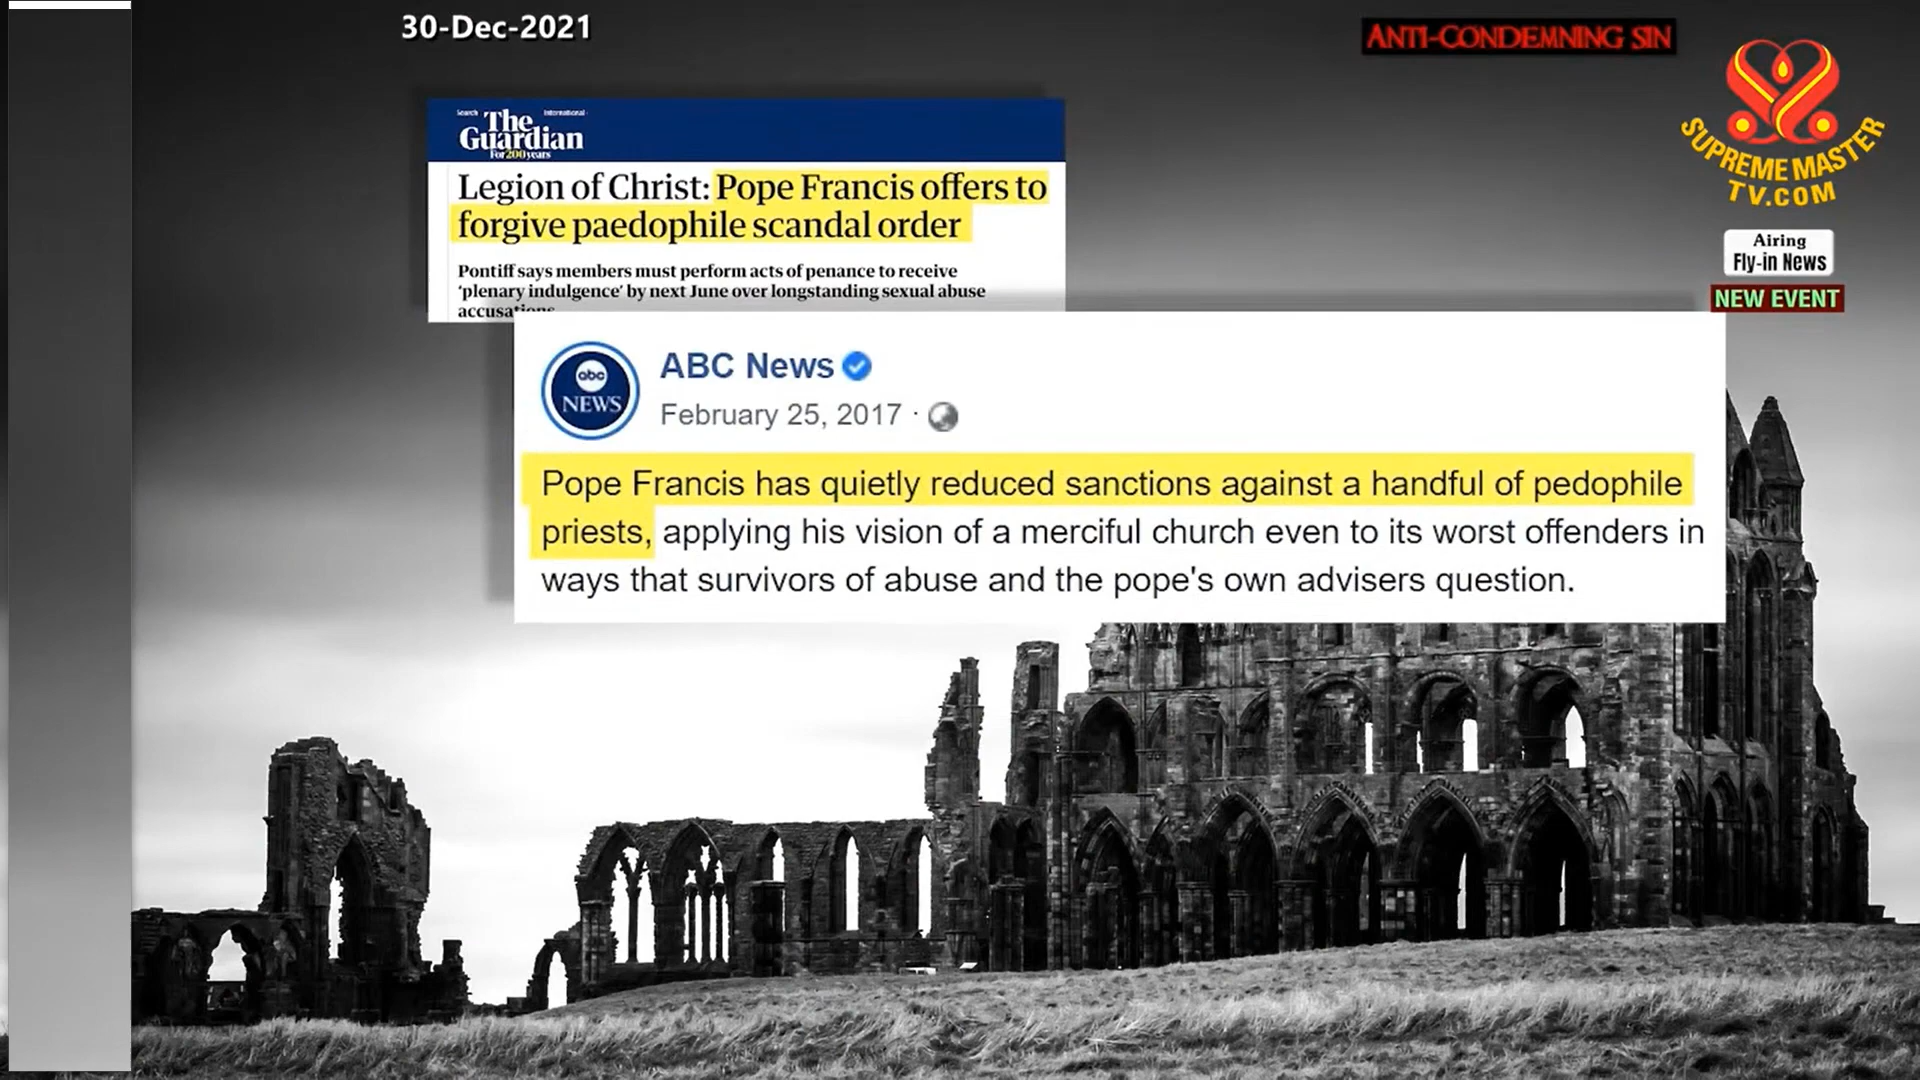 30-Dec-2021
ANTI-CONDEMNING SIN
SUPREME MASTER
TV.COM
Airing
Fly-in News
NEW EVENT
Search
International
The
Guardian
For 200 years
Legion of Christ: Pope Francis offers to
forgive paedophile scandal order
Pontiff says members must perform acts of penance to receive
‘plenary indulgence’ by next June over longstanding sexual abuse
accusations
abc
NEWS
ABC News
February 25, 2017 ·
Pope Francis has quietly reduced sanctions against a handful of pedophile
priests, applying his vision of a merciful church even to its worst offenders in
ways that survivors of abuse and the pope's own advisers question.